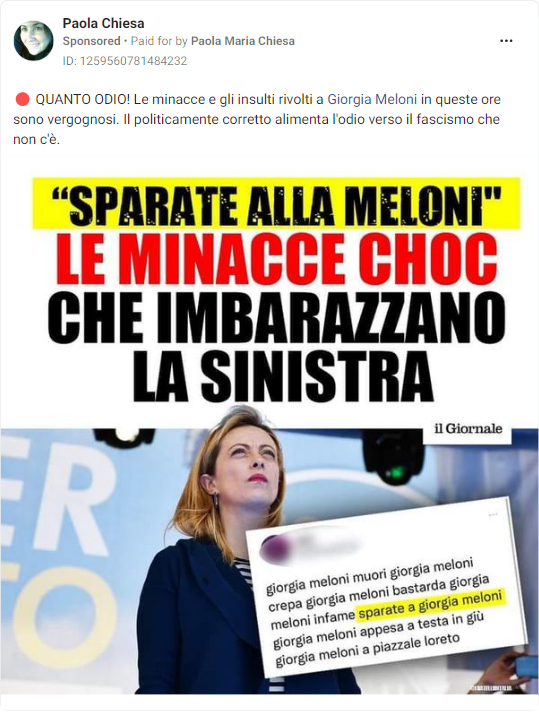 Paola Chiesa
Sponsored • Paid for by Paola Maria Chiesa
ID: 1259560781484232
🔴 QUANTO ODIO! Le minacce e gli insulti rivolti a Giorgia Meloni in queste ore
sono vergognosi. Il politicamente corretto alimenta l'odio verso il fascismo che
non c'è.
“SPARATE ALLA MELONI"
LE MINACCE CHOC
CHE IMBARAZZANO
LA SINISTRA
il Giornale
ER
TO
giorgia meloni muori giorgia meloni
crepa giorgia meloni bastarda giorgia
meloni infame sparate a giorgia meloni
giorgia meloni appesa a testa in giù
giorgia meloni a piazzale loreto